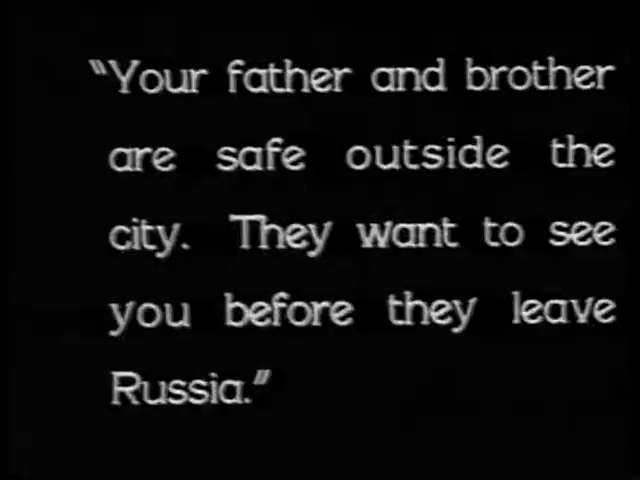 "Your father and brother
are safe outside the
city. They want to see
you before they leave
Russia."